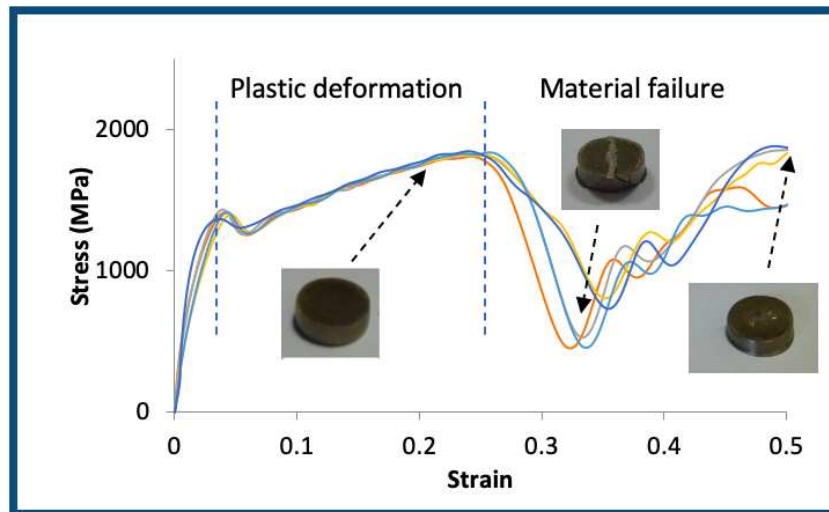 Plastic deformation
Material failure
2000
1000
0
Stress (MPa)
0
0.1
0.2
0.3
0.4
0.5
Strain